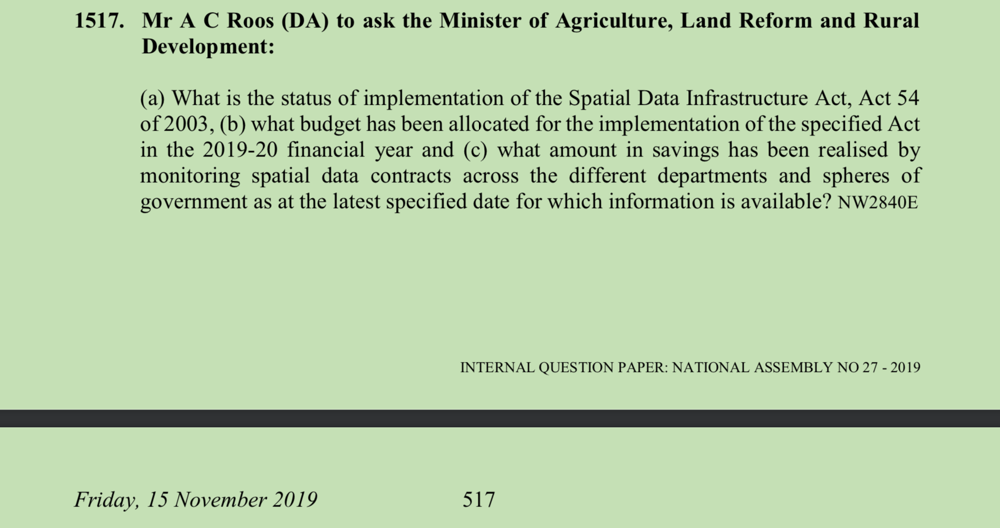 1517. Mr A C Roos (DA) to ask the Minister of Agriculture, Land Reform and Rural
Development:
(a) What is the status of implementation of the Spatial Data Infrastructure Act, Act 54
of 2003, (b) what budget has been allocated for the implementation of the specified Act
in the 2019-20 financial year and (c) what amount in savings has been realised by
monitoring spatial data contracts across the different departments and spheres of
government as at the latest specified date for which information is available? NW2840E
INTERNAL QUESTION PAPER: NATIONAL ASSEMBLY NO 27 - 2019
Friday, 15 November 2019 517